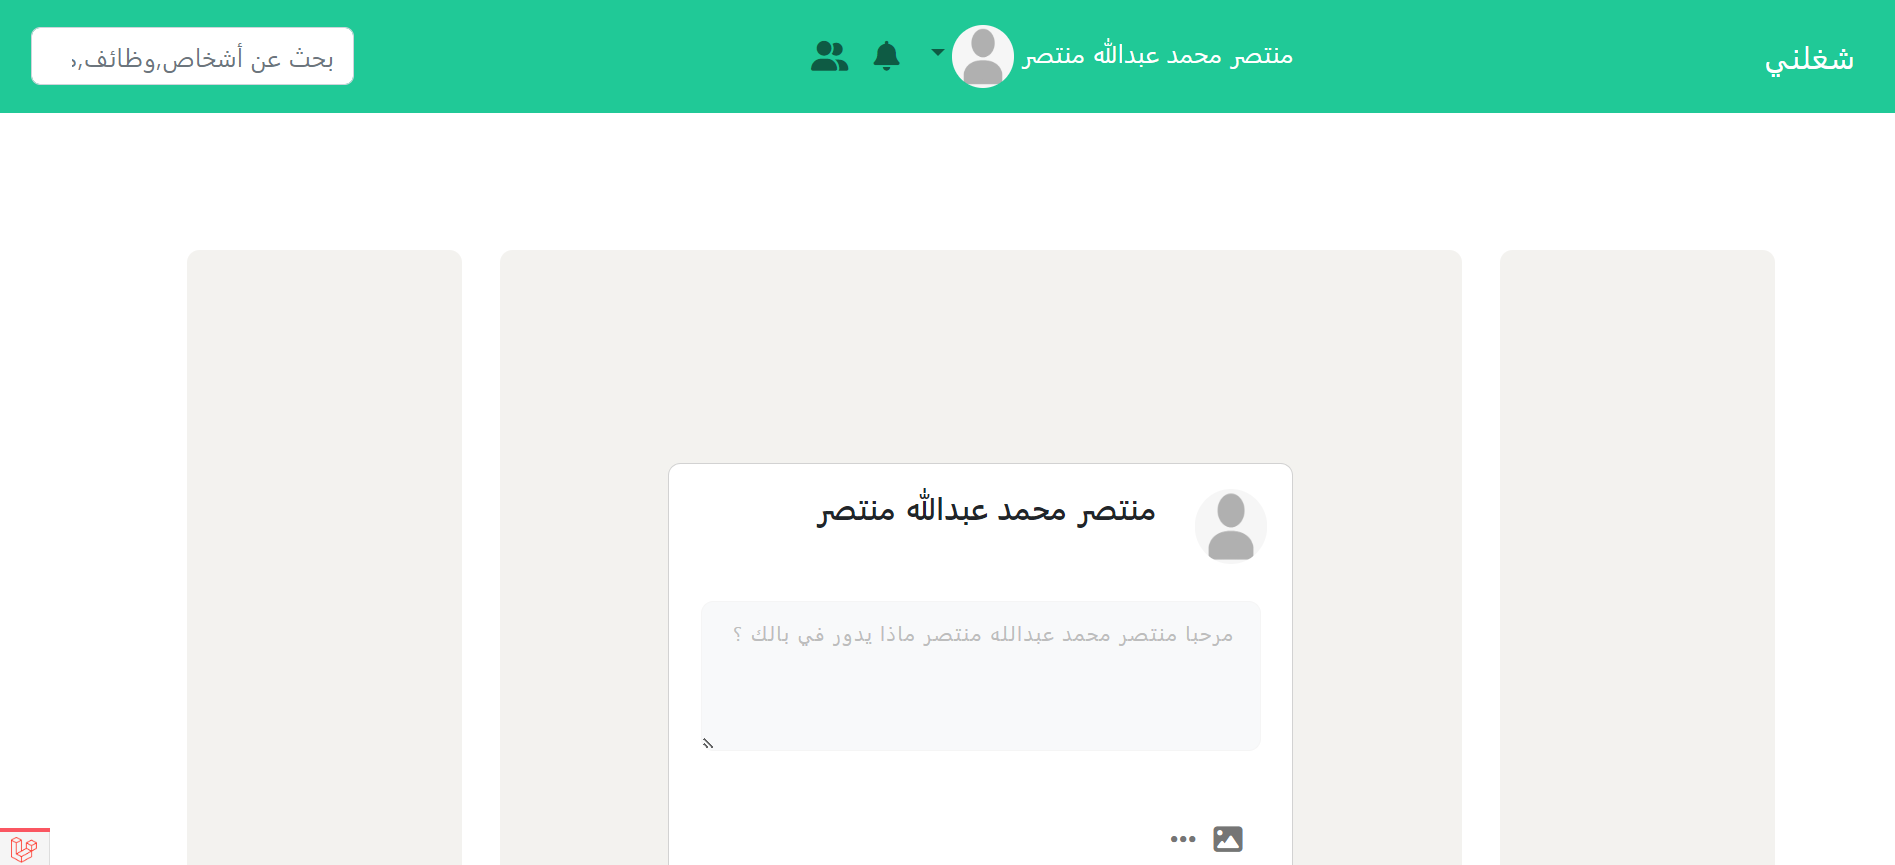 شغلني
منتصر محمد عبدالله منتصر
بحث عن أشخاص,وظائف,
منتصر محمد عبدالله منتصر
مرحبا منتصر محمد عبدالله منتصر ماذا يدور في بالك ؟